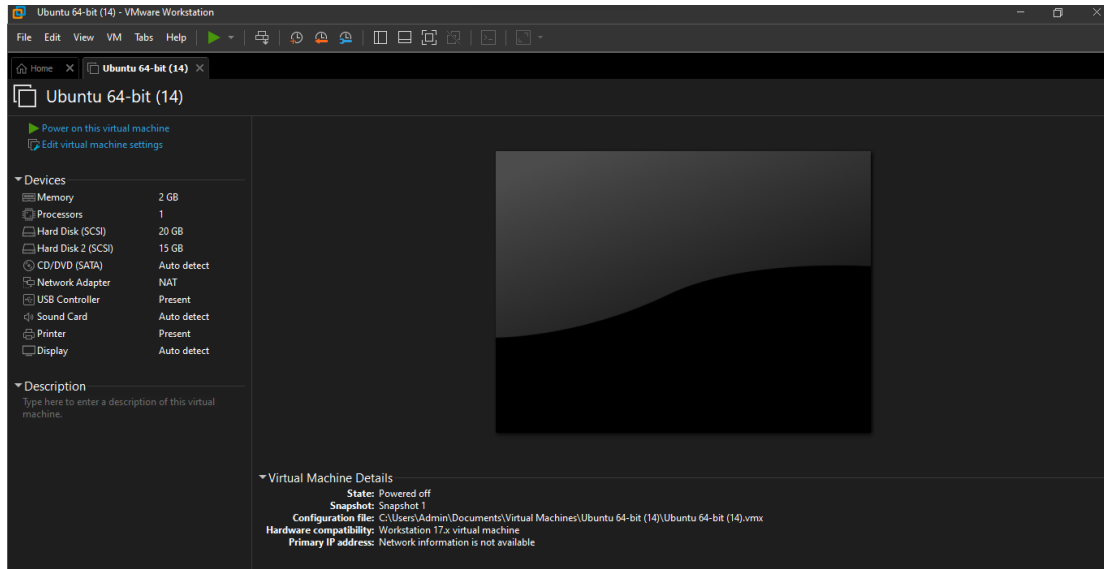 Ubuntu 64-bit (14) - VMware Workstation
File Edit View VM Tabs Help
Home Ubuntu 64-bit (14)
Ubuntu 64-bit (14)
Power on this virtual machine
Edit virtual machine settings
Devices
Memory 2 GB
Processors 1
Hard Disk (SCSI) 20 GB
Hard Disk 2 (SCSI) 15 GB
CD/DVD (SATA) Auto detect
Network Adapter NAT
USB Controller Present
Sound Card Auto detect
Printer Present
Display Auto detect
Description
Type here to enter a description of this virtual
machine.
Virtual Machine Details
State: Powered off
Snapshot: Snapshot 1
Configuration file: C:\Users\Admin\Documents\Virtual Machines\Ubuntu 64-bit (14)\Ubuntu 64-bit (14).vmx
Hardware compatibility: Workstation 17.x virtual machine
Primary IP address: Network information is not available